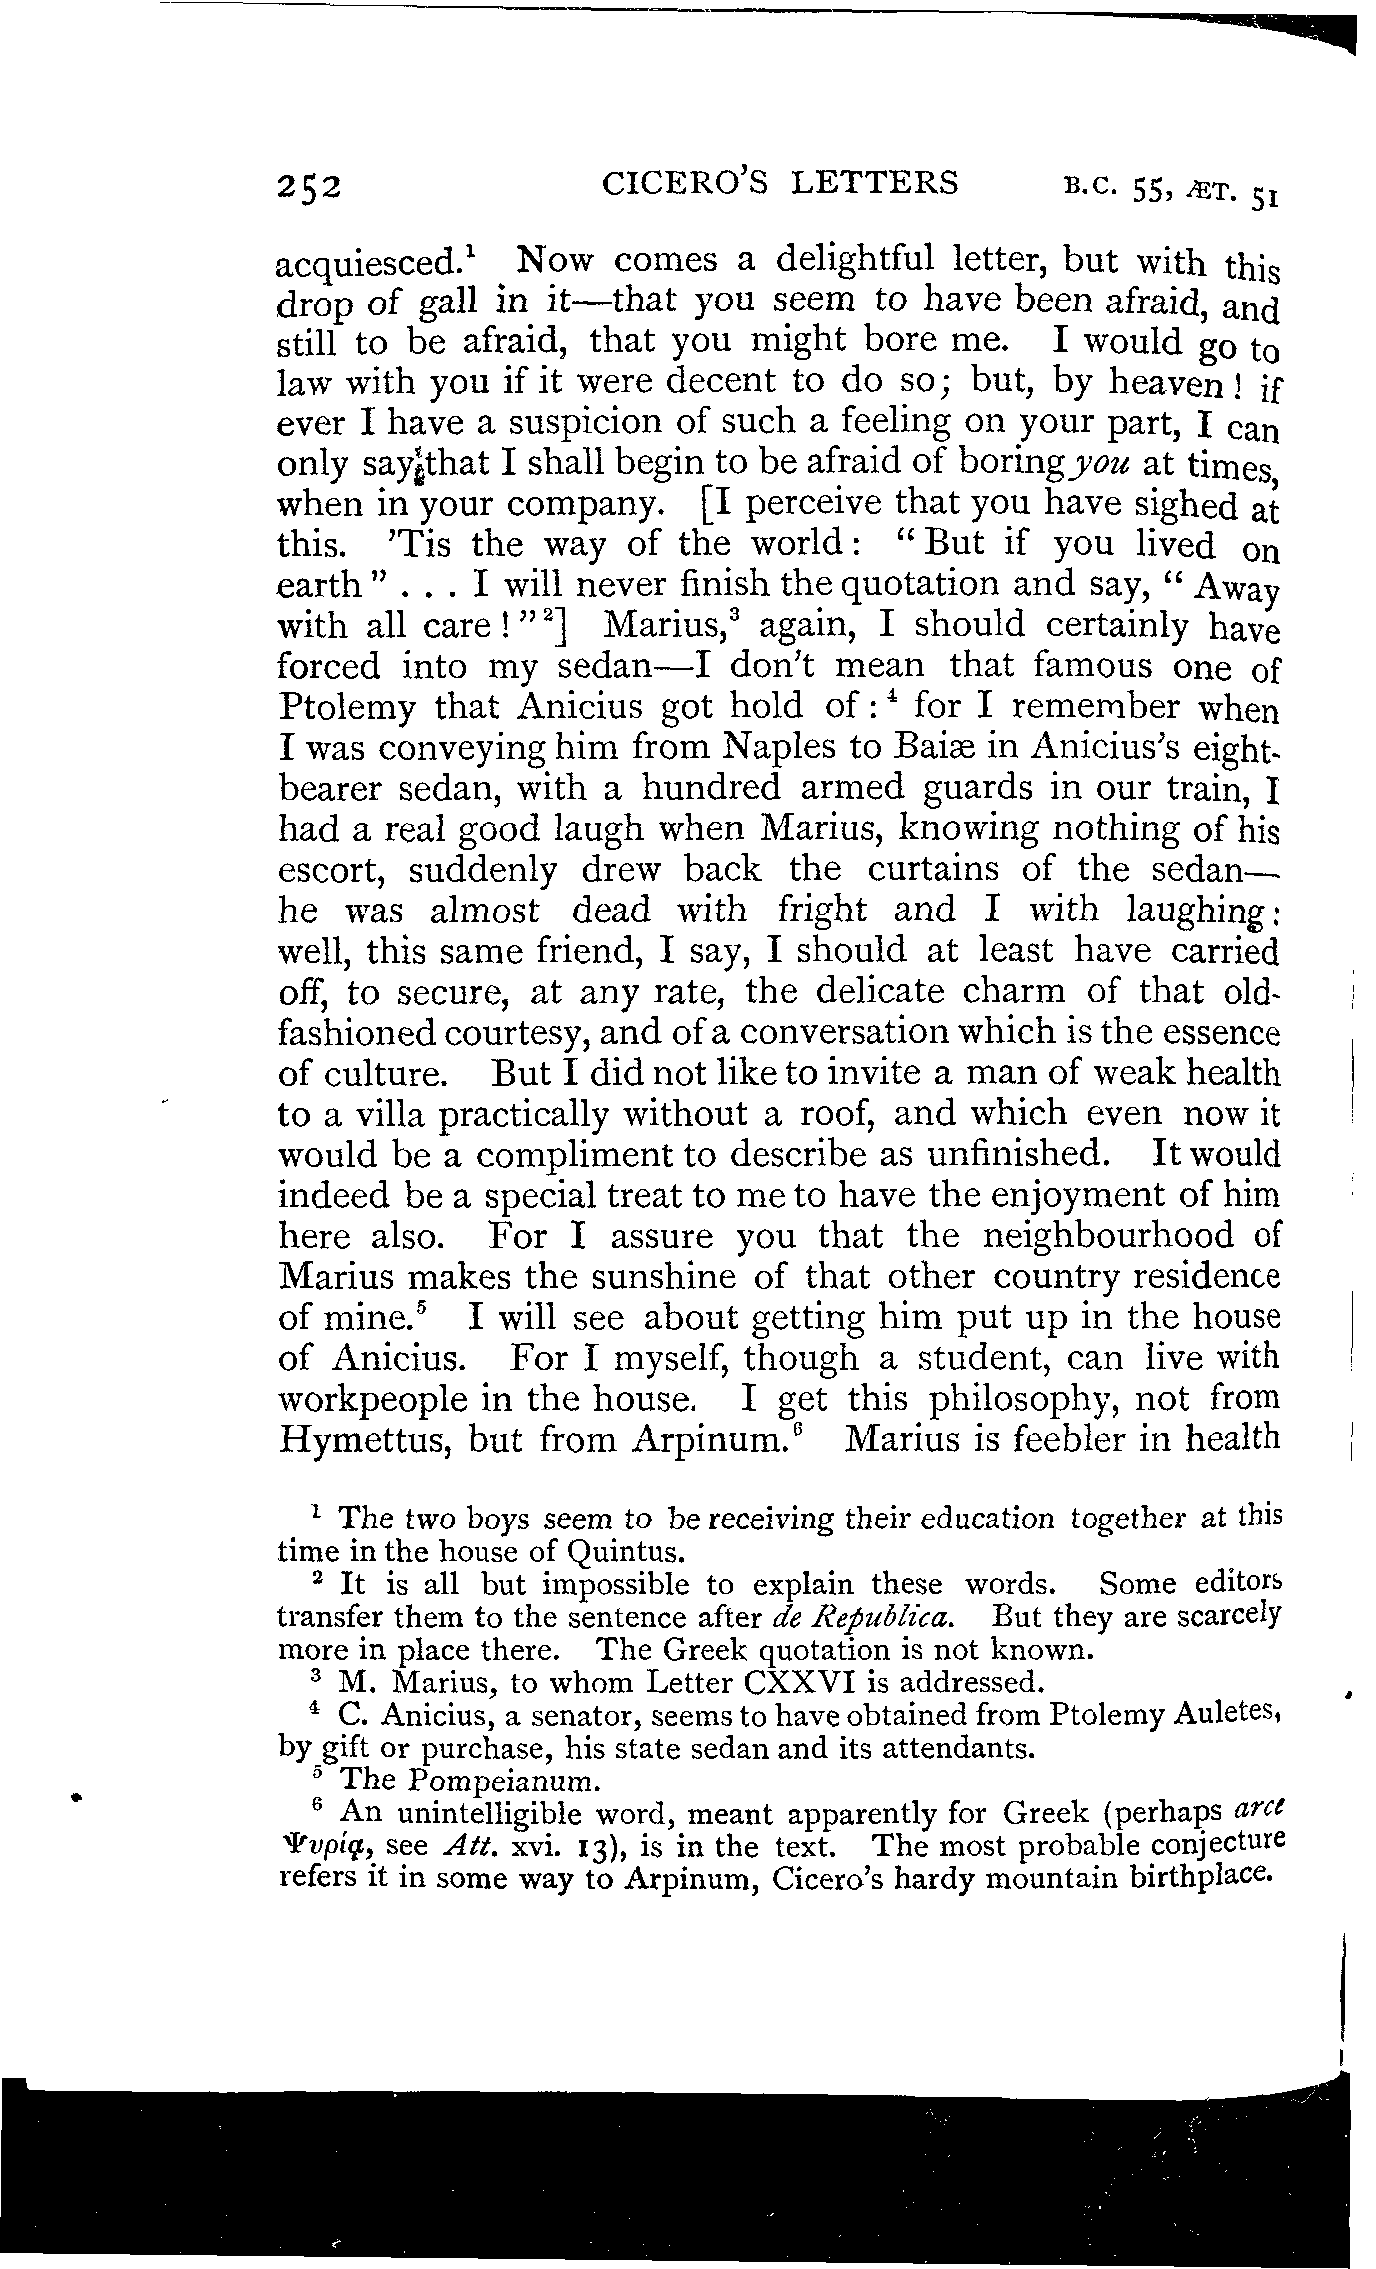 252 CICERO'S LETTERS B.C. 55, ÆT. 51
acquiesced.¹ Now comes a delightful letter, but with this
drop of gall in it—that you seem to have been afraid, and
still to be afraid, that you might bore me. I would go to
law with you if it were decent to do so; but, by heaven! if
ever I have a suspicion of such a feeling on your part, I can
only say that I shall begin to be afraid of boring you at times,
when in your company. [I perceive that you have sighed at
this. 'Tis the way of the world: "But if you lived on
earth" . . . I will never finish the quotation and say, "Away
with all care!"²] Marius,³ again, I should certainly have
forced into my sedan—I don't mean that famous one of
Ptolemy that Anicius got hold of:⁴ for I remember when
I was conveying him from Naples to Baiæ in Anicius's eight-
bearer sedan, with a hundred armed guards in our train, I
had a real good laugh when Marius, knowing nothing of his
escort, suddenly drew back the curtains of the sedan—
he was almost dead with fright and I with laughing:
well, this same friend, I say, I should at least have carried
off, to secure, at any rate, the delicate charm of that old-
fashioned courtesy, and of a conversation which is the essence
of culture. But I did not like to invite a man of weak health
to a villa practically without a roof, and which even now it
would be a compliment to describe as unfinished. It would
indeed be a special treat to me to have the enjoyment of him
here also. For I assure you that the neighbourhood of
Marius makes the sunshine of that other country residence
of mine.⁵ I will see about getting him put up in the house
of Anicius. For I myself, though a student, can live with
workpeople in the house. I get this philosophy, not from
Hymettus, but from Arpinum.⁶ Marius is feebler in health
¹ The two boys seem to be receiving their education together at this
time in the house of Quintus.
² It is all but impossible to explain these words. Some editors
transfer them to the sentence after de Republica. But they are scarcely
more in place there. The Greek quotation is not known.
³ M. Marius, to whom Letter CXXVI is addressed.
⁴ C. Anicius, a senator, seems to have obtained from Ptolemy Auletes,
by gift or purchase, his state sedan and its attendants.
⁵ The Pompeianum.
⁶ An unintelligible word, meant apparently for Greek (perhaps arce
Ψυρίᾳ, see Att. xvi. 13), is in the text. The most probable conjecture
refers it in some way to Arpinum, Cicero's hardy mountain birthplace.